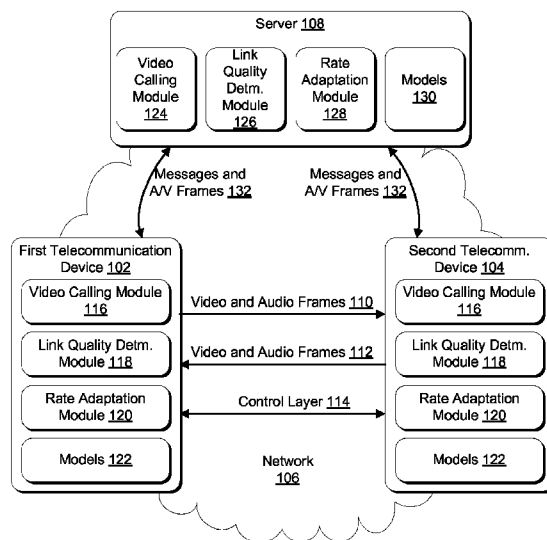 Server 108
Video
Calling
Module
124
Link
Quality
Detm.
Module
126
Rate
Adaptation
Module
128
Models
130
Messages and
A/V Frames 132
Messages and
A/V Frames 132
First Telecommunication
Device 102
Video Calling Module
116
Link Quality Detm.
Module 118
Rate Adaptation
Module 120
Models 122
Video and Audio Frames 110
Video and Audio Frames 112
Control Layer 114
Network
106
Second Telecomm.
Device 104
Video Calling Module
116
Link Quality Detm.
Module 118
Rate Adaptation
Module 120
Models 122